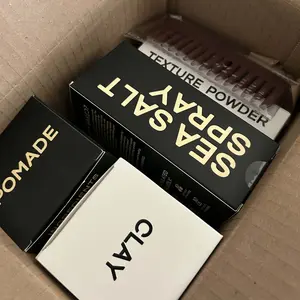 TEXTURE POWDER
SEA SALT
SPRAY
POMADE
CLAY